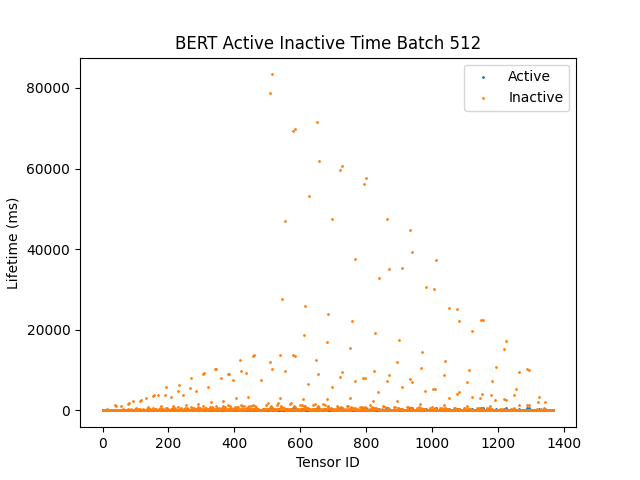 BERT Active Inactive Time Batch 512
Active
Inactive
80000
60000
40000
20000
0
Lifetime (ms)
0 200 400 600 800 1000 1200 1400
Tensor ID